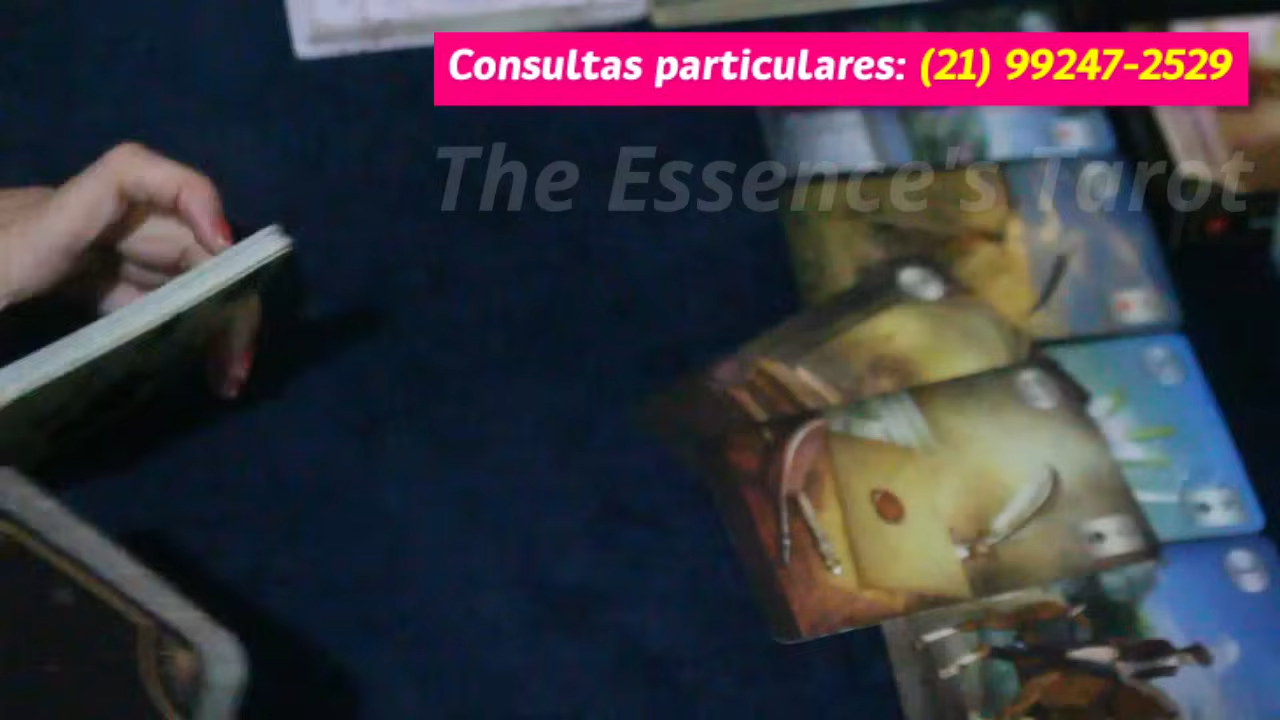 Consultas particulares: (21) 99247-2529
The Essence's Tarot